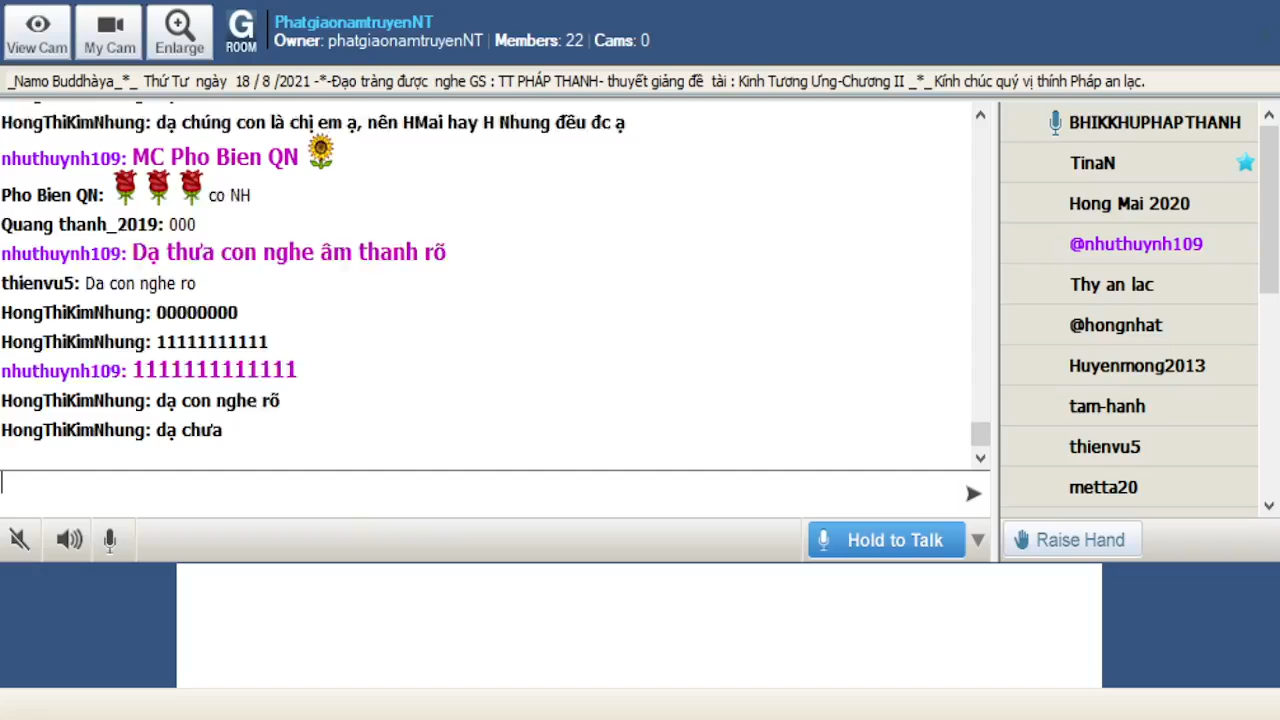 View Cam
My Cam
Enlarge
G
ROOM
PhatgiaonamtruyenNT
Owner: phatgiaonamtruyenNT | Members: 22 | Cams: 0
_Namo Buddhàya_*_ Thứ Tư ngày 18 / 8 /2021 -*-Đạo tràng được nghe GS : TT PHÁP THANH- thuyết giảng đề tài : Kinh Tương Ưng-Chương II _*_ Kính chúc quý vị thính Pháp an lạc.
HongThiKimNhung: dạ chúng con là chị em ạ, nên HMai hay H Nhung đều đc ạ
nhuthuynh109: MC Pho Bien QN
Pho Bien QN: co NH
Quang thanh_2019: 000
nhuthuynh109: Dạ thưa con nghe âm thanh rõ
thienvu5: Da con nghe ro
HongThiKimNhung: 00000000
HongThiKimNhung: 11111111111
nhuthuynh109: 1111111111111
HongThiKimNhung: dạ con nghe rõ
HongThiKimNhung: dạ chưa
Hold to Talk
BHIKKHUPHAPTHANH
TinaN
Hong Mai 2020
@nhuthuynh109
Thy an lac
@hongnhat
Huyenmong2013
tam-hanh
thienvu5
metta20
Raise Hand